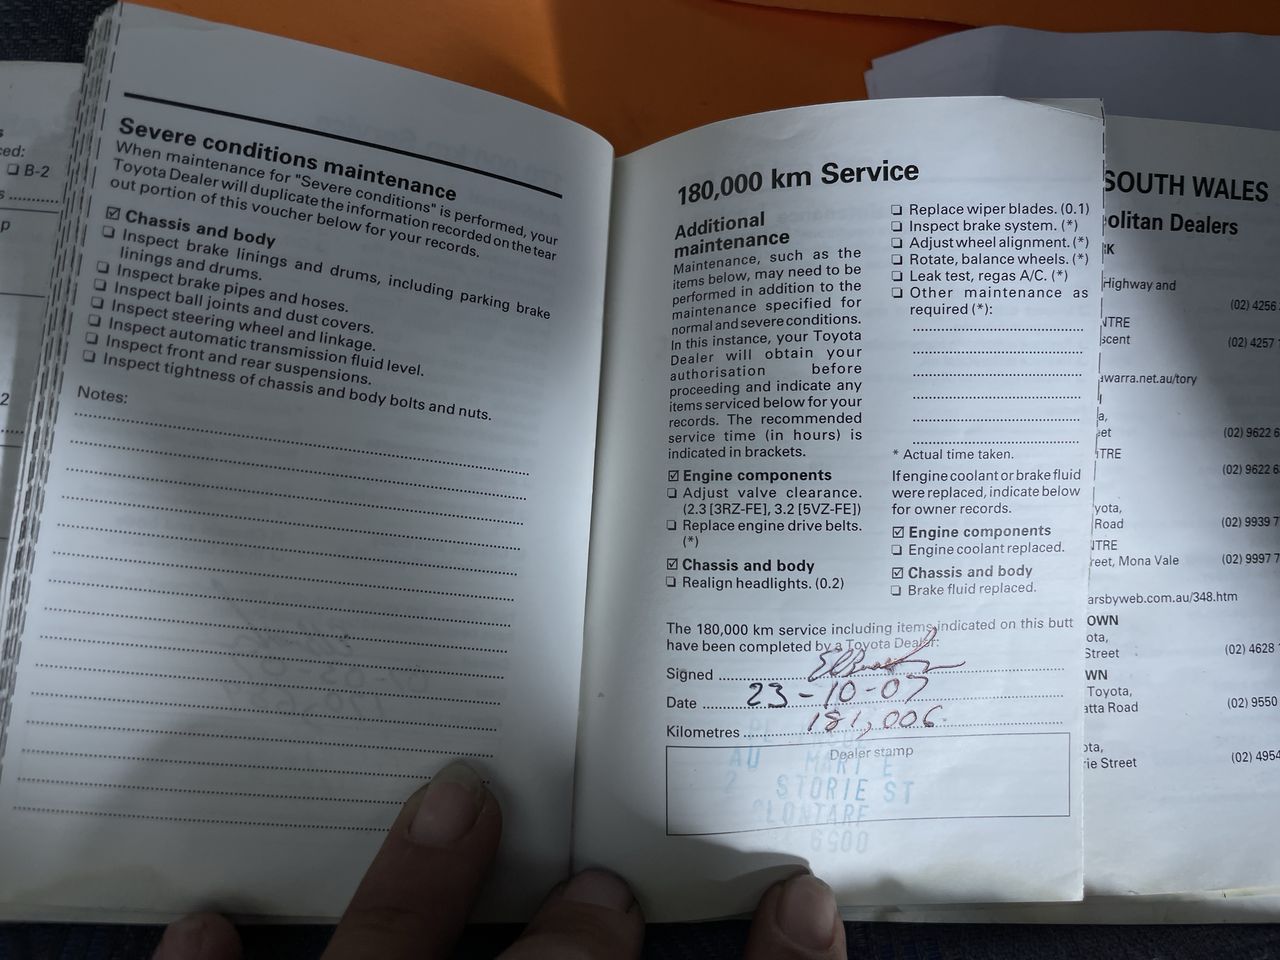 ced:
❑ B-2
p
2
Severe conditions maintenance
When maintenance for "Severe conditions" is performed, your
Toyota Dealer will duplicate the information recorded on the tear
out portion of this voucher below for your records.
☑ Chassis and body
❑ Inspect brake linings and drums, including parking brake
linings and drums.
❑ Inspect brake pipes and hoses.
❑ Inspect ball joints and dust covers.
❑ Inspect steering wheel and linkage.
❑ Inspect automatic transmission fluid level.
❑ Inspect front and rear suspensions.
❑ Inspect tightness of chassis and body bolts and nuts.
Notes:
180,000 km Service
Additional
maintenance
Maintenance, such as the
items below, may need to be
performed in addition to the
maintenance specified for
normal and severe conditions.
In this instance, your Toyota
Dealer will obtain your
authorisation before
proceeding and indicate any
items serviced below for your
records. The recommended
service time (in hours) is
indicated in brackets.
☑ Engine components
❑ Adjust valve clearance.
(2.3 [3RZ-FE], 3.2 [5VZ-FE])
❑ Replace engine drive belts.
(*)
☑ Chassis and body
❑ Realign headlights. (0.2)
❑ Replace wiper blades. (0.1)
❑ Inspect brake system. (*)
❑ Adjust wheel alignment. (*)
❑ Rotate, balance wheels. (*)
❑ Leak test, regas A/C. (*)
❑ Other maintenance as
required (*):
* Actual time taken.
If engine coolant or brake fluid
were replaced, indicate below
for owner records.
☑ Engine components
❑ Engine coolant replaced.
☑ Chassis and body
❑ Brake fluid replaced.
The 180,000 km service including items indicated on this butt
have been completed by a Toyota Dealer:
Signed
Date 23-10-07
Kilometres 181,006
Dealer stamp
STORIE ST
SOUTH WALES
olitan Dealers
RK
Highway and
(02) 4256
NTRE
scent
(02) 4257
awarra.net.au/tory
a,
eet
(02) 9622 6
NTRE
(02) 9622 6
yota,
Road
(02) 9939 7
NTRE
reet, Mona Vale
(02) 9997 7
arsbyweb.com.au/348.htm
OWN
ota,
Street
(02) 4628
WN
Toyota,
atta Road
(02) 9550
ota,
rie Street
(02) 4954